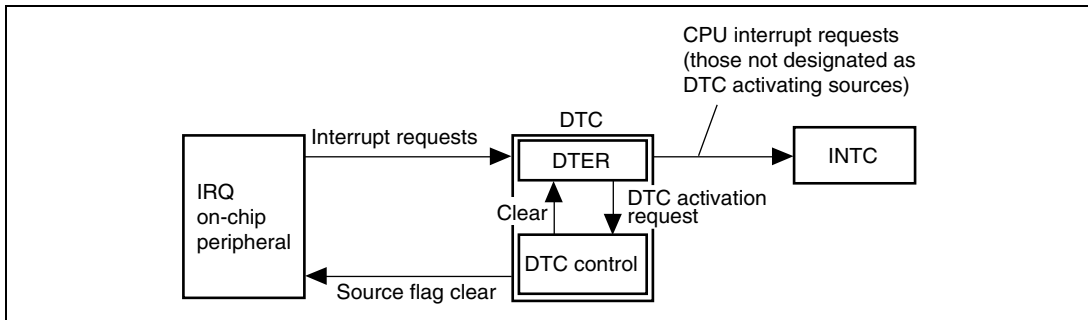 CPU interrupt requests
(those not designated as
DTC activating sources)
DTC
Interrupt requests
DTER
INTC
IRQ
on-chip
peripheral
Clear
DTC activation
request
DTC control
Source flag clear